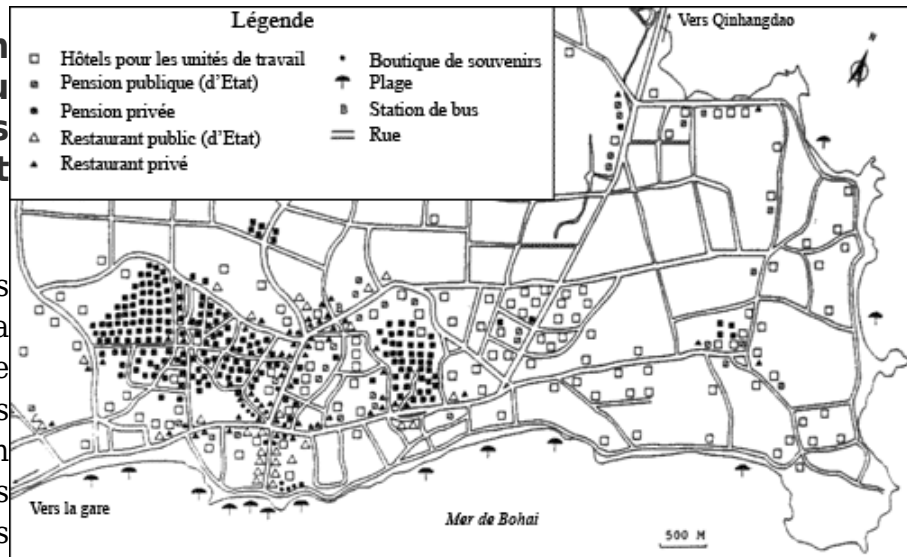 Légende
Hôtels pour les unités de travail
Pension publique (d'Etat)
Pension privée
Restaurant public (d'Etat)
Restaurant privé
Boutique de souvenirs
Plage
B Station de bus
Rue
Vers Qinhangdao
N
B
Vers la gare
Mer de Bohai
500 M
n
u
s
t
s
a
e
s
n
s
s